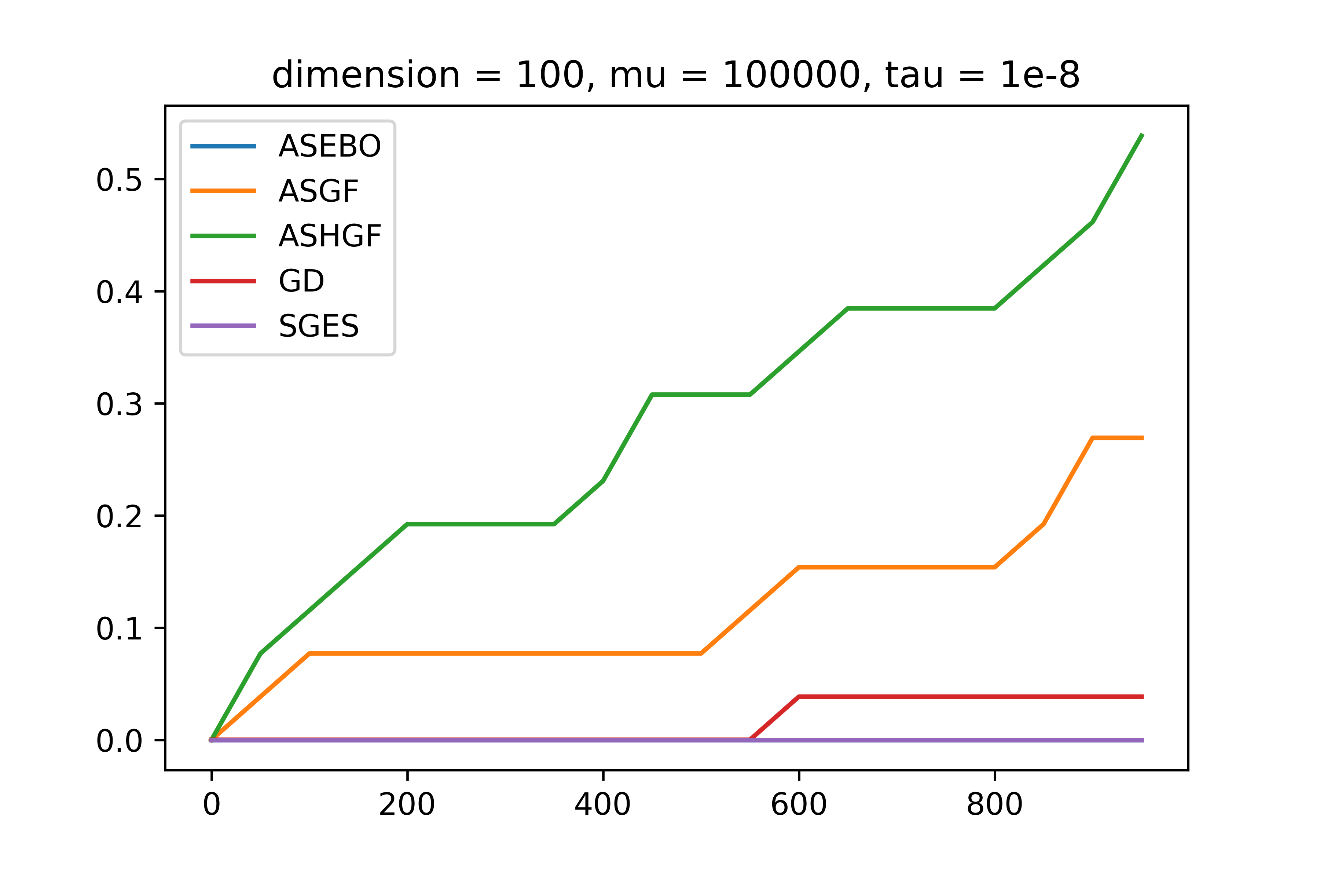 dimension = 100, mu = 100000, tau = 1e-8
ASEBO
ASGF
ASHGF
GD
SGES
0.5
0.4
0.3
0.2
0.1
0.0
0 200 400 600 800